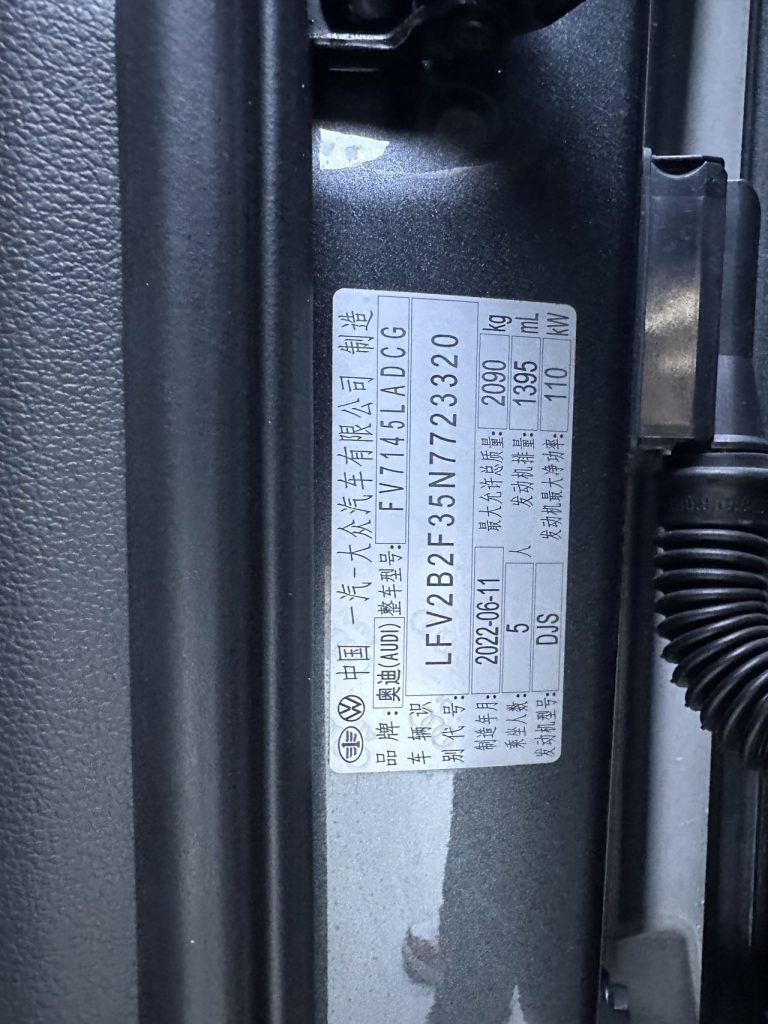 中国 一汽-大众汽车有限公司 制造
品牌:奥迪(AUDI) 整车型号: FV7145LADCG
车辆识别代号: LFV2B2F35N7723320
制造年月: 2022-06-11 最大允许总质量: 2090 kg
乘坐人数: 5 人 发动机排量: 1395 mL
发动机型号: DJS 发动机最大净功率: 110 kW